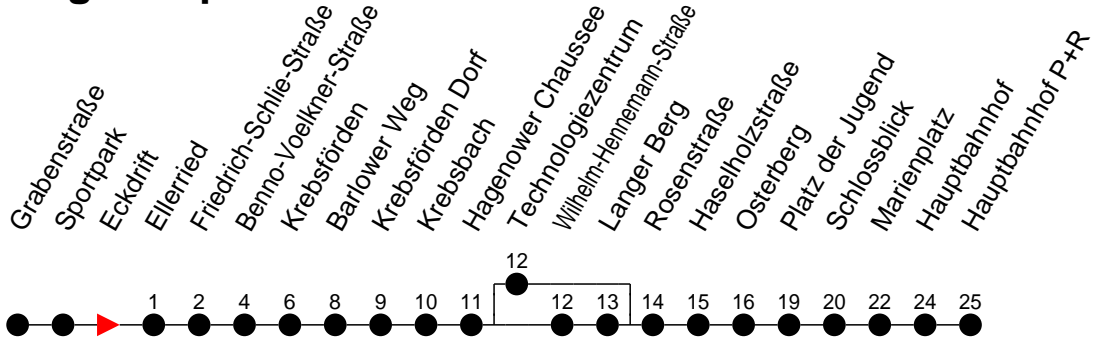 Grabenstraße
Sportpark
Eckdrift
Ellerried
Friedrich-Schlie-Straße
Benno-Voelkner-Straße
Krebsförden
Barlower Weg
Krebsförden Dorf
Krebsbach
Hagenower Chaussee
Technologiezentrum
Wilhelm-Hennemann-Straße
Langer Berg
Rosenstraße
Haselholzstraße
Osterberg
Platz der Jugend
Schlossblick
Marienplatz
Hauptbahnhof
Hauptbahnhof P+R
12
1 2 4 6 8 9 10 11 12 13 14 15 16 19 20 22 24 25